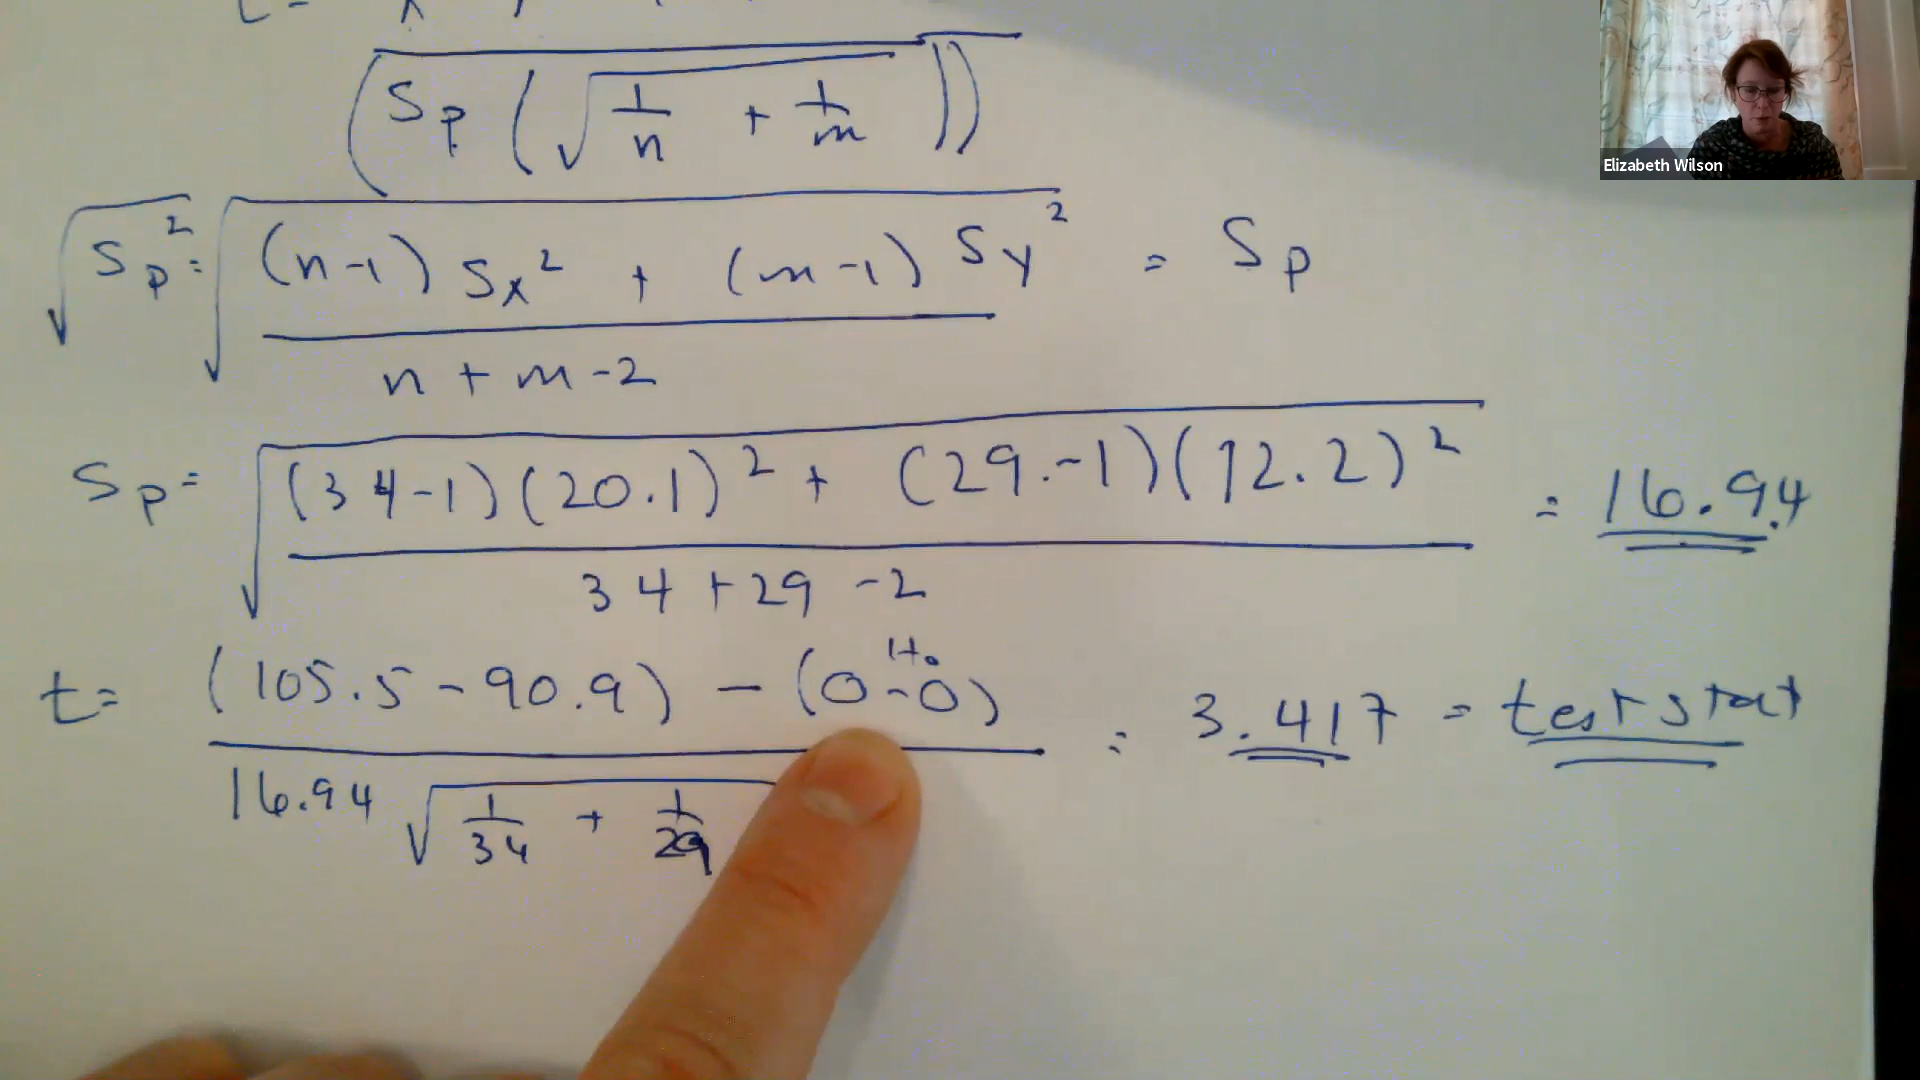 (Sp (√(1/n + 1/m)))
√Sp² = √((n-1) Sx² + (m-1) Sy² / n + m - 2) = Sp
Sp = √((34-1)(20.1)² + (29.-1)(12.2)² / 34 + 29 - 2) = 16.94
H₀
t = (105.5 - 90.9) - (0-0) / 16.94 √(1/34 + 1/29) = 3.417 = test stat
Elizabeth Wilson